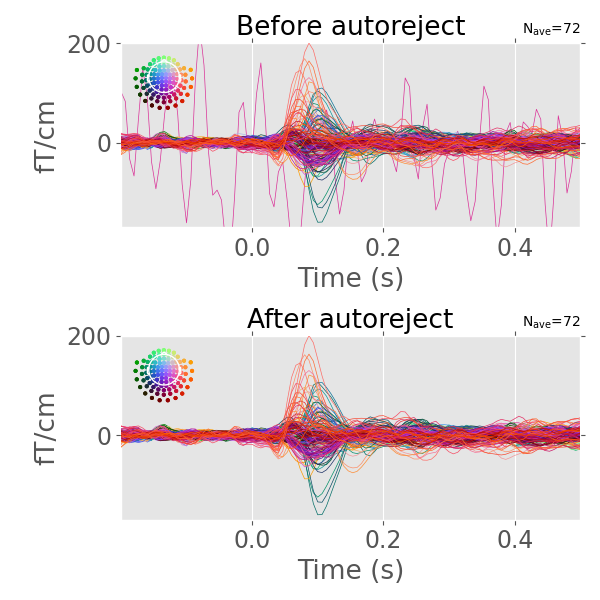 Before autoreject
Nave=72
200
0
fT/cm
0.0 0.2 0.4
Time (s)
After autoreject
Nave=72
200
0
fT/cm
0.0 0.2 0.4
Time (s)